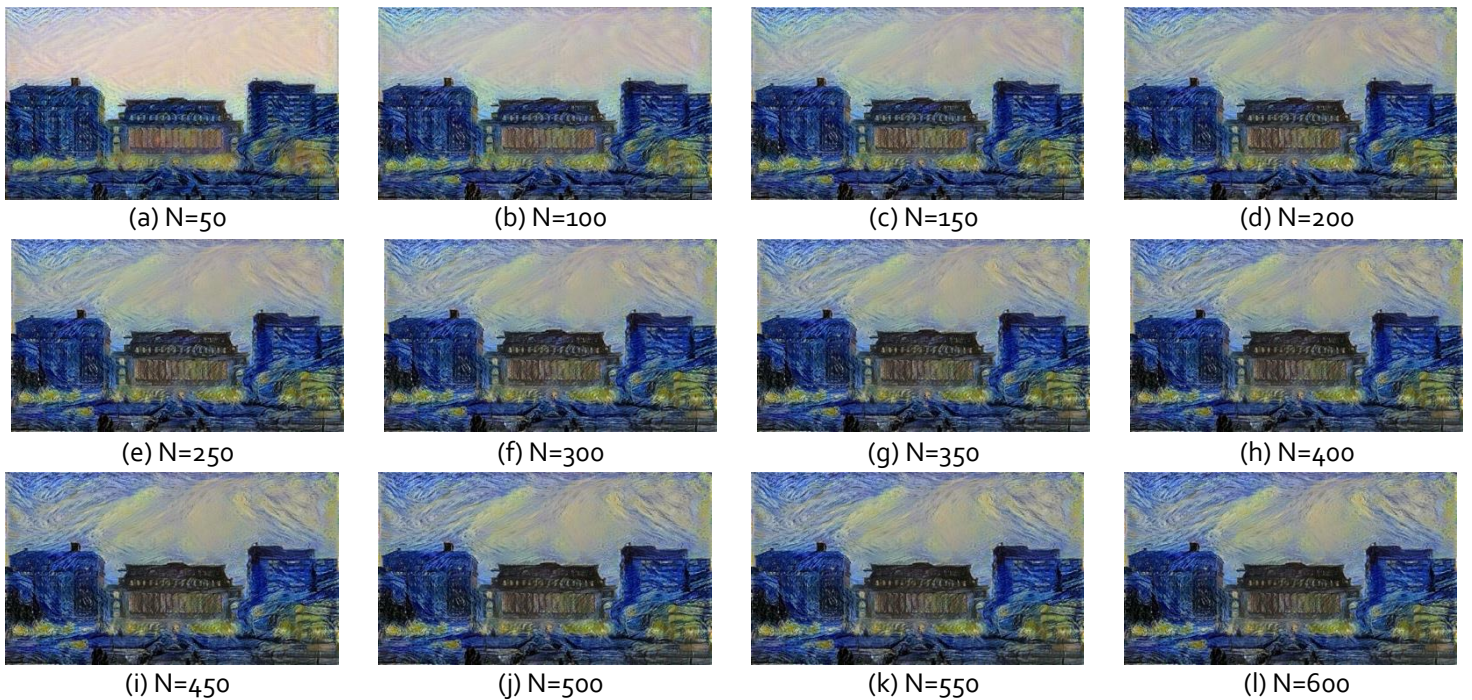 (a) N=50
(b) N=100
(c) N=150
(d) N=200
(e) N=250
(f) N=300
(g) N=350
(h) N=400
(i) N=450
(j) N=500
(k) N=550
(l) N=600